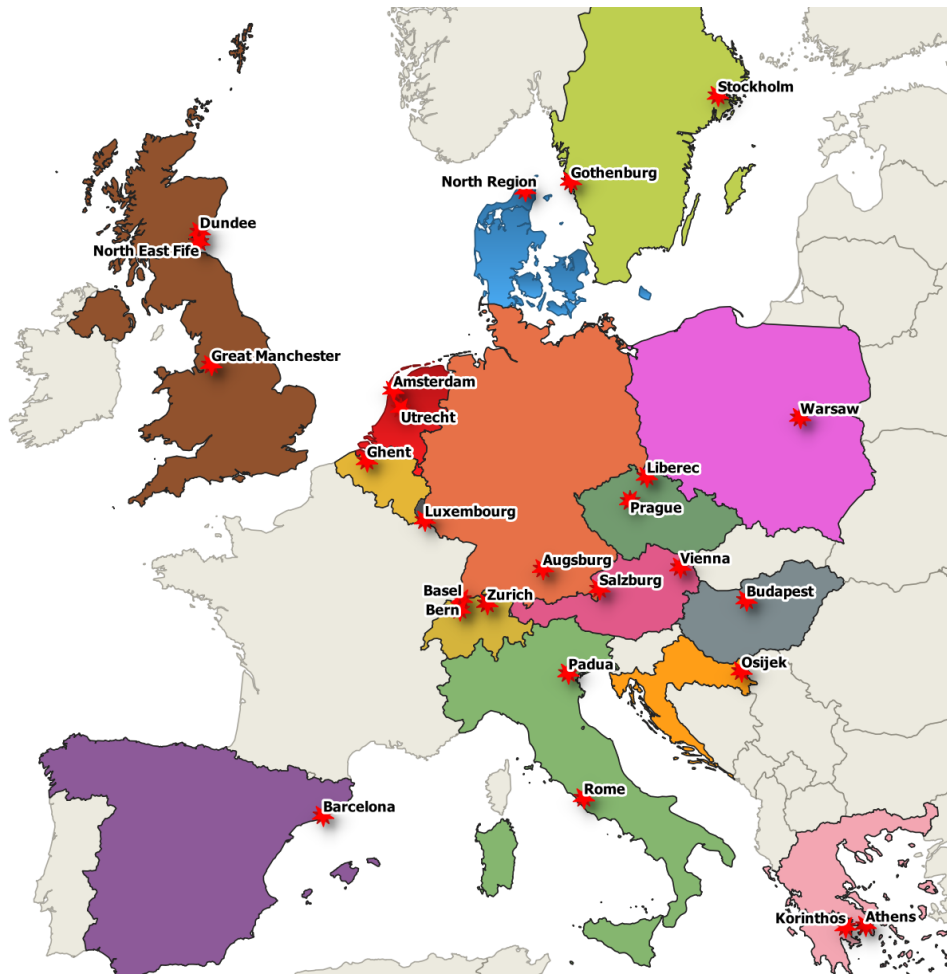 Stockholm
Gothenburg
North Region
Dundee
North East Fife
Great Manchester
Amsterdam
Utrecht
Warsaw
Ghent
Liberec
Prague
Luxembourg
Augsburg
Vienna
Salzburg
Basel
Zurich
Budapest
Bern
Padua
Osijek
Rome
Barcelona
Korinthos
Athens